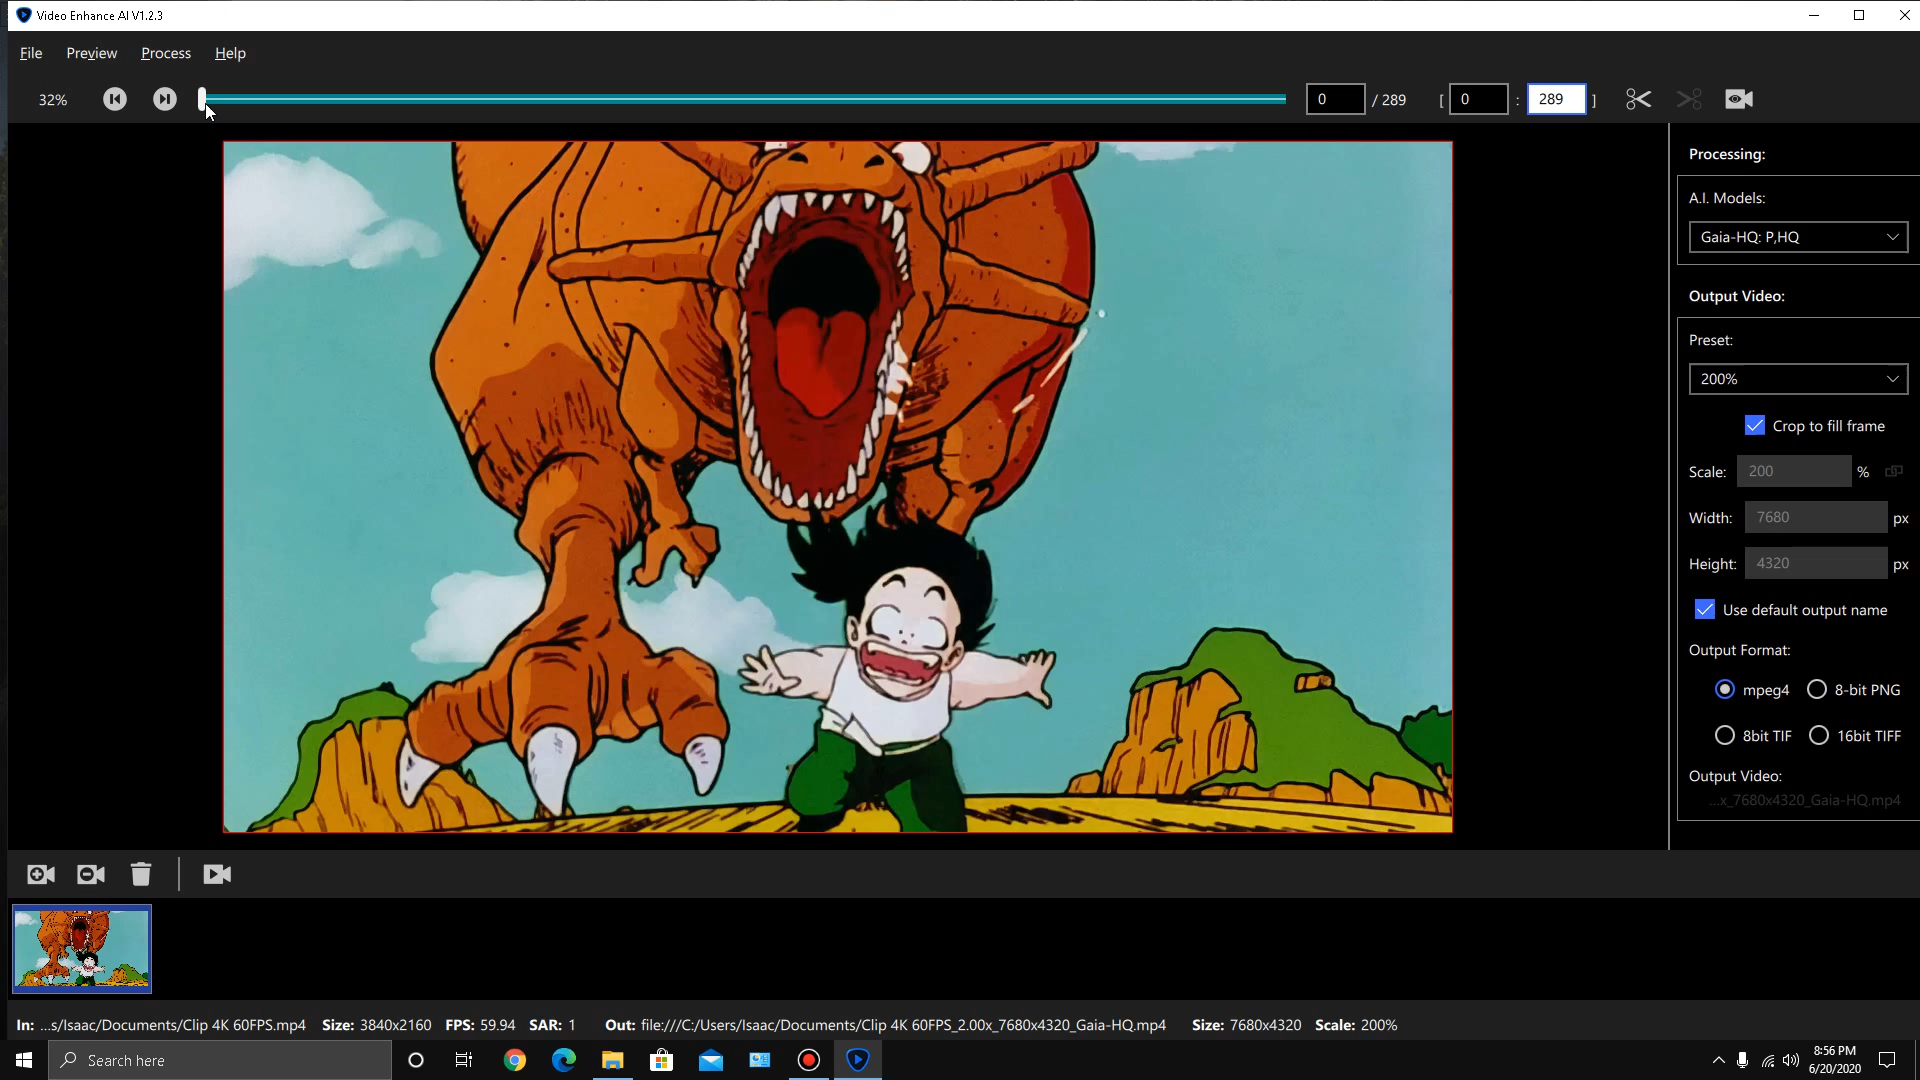 Video Enhance AI V1.2.3
File Preview Process Help
32% 0 / 289 [ 0 : 289 ]
Processing:
A.I. Models:
Gaia-HQ: P,HQ
Output Video:
Preset:
200%
Crop to fill frame
Scale: 200 %
Width: 7680 px
Height: 4320 px
Use default output name
Output Format:
mpeg4 8-bit PNG
8bit TIF 16bit TIFF
Output Video:
...x_7680x4320_Gaia-HQ.mp4
In: ...s/Isaac/Documents/Clip 4K 60FPS.mp4 Size: 3840x2160 FPS: 59.94 SAR: 1 Out: file:///C:/Users/Isaac/Documents/Clip 4K 60FPS_2.00x_7680x4320_Gaia-HQ.mp4 Size: 7680x4320 Scale: 200%
Search here
8:56 PM
6/20/2020